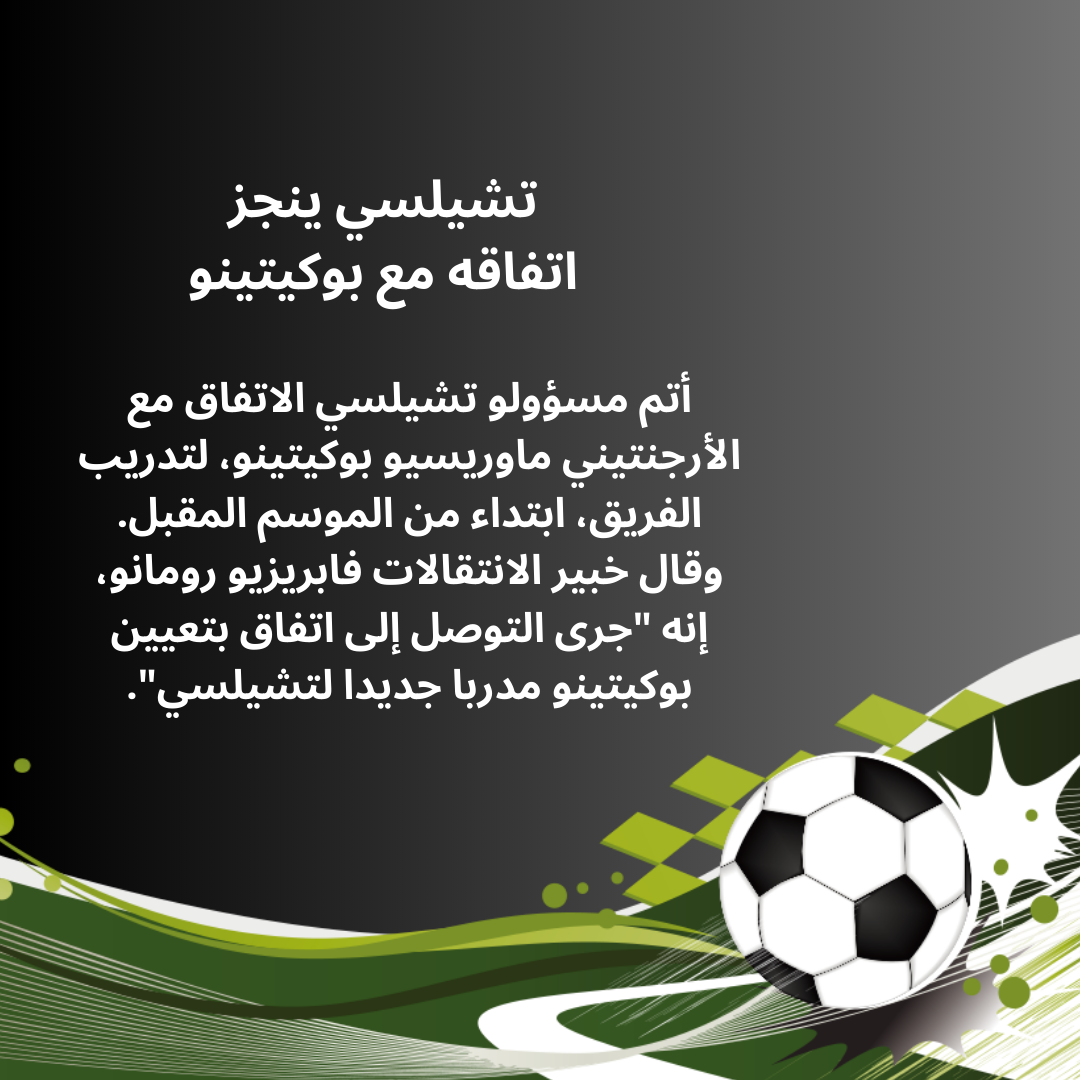 تشيلسي ينجز
اتفاقه مع بوكيتينو
أتم مسؤولو تشيلسي الاتفاق مع
الأرجنتيني ماوريسيو بوكيتينو، لتدريب
الفريق، ابتداء من الموسم المقبل.
وقال خبير الانتقالات فابريزيو رومانو،
إنه "جرى التوصل إلى اتفاق بتعيين
بوكيتينو مدربا جديدا لتشيلسي".